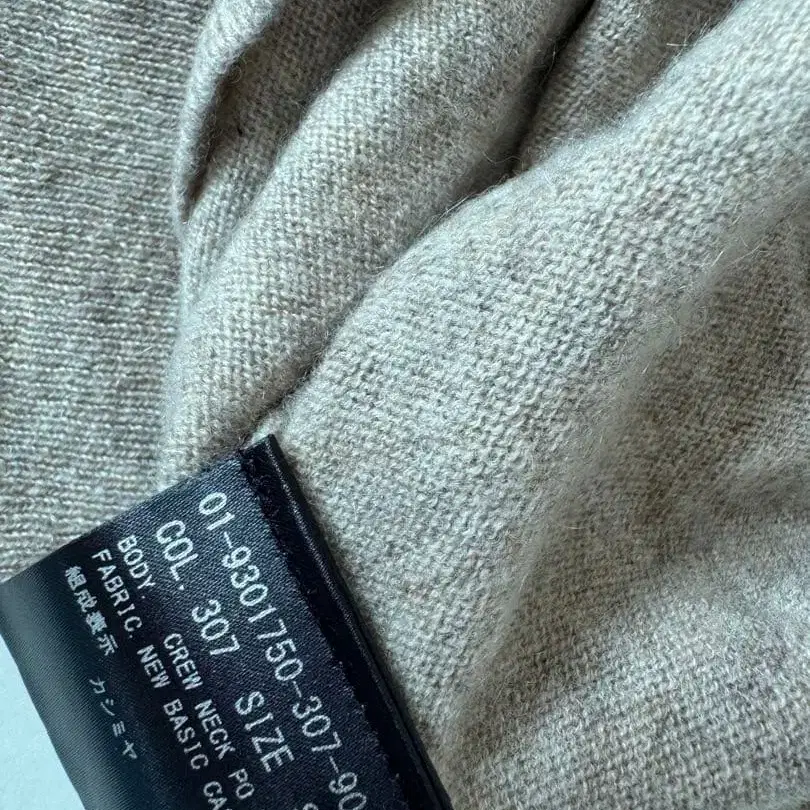 01-9301750-307-90
COL. 307 SIZE S
BODY. CREW NECK PO
FABRIC. NEW BASIC CA
組成表示 カシミヤ